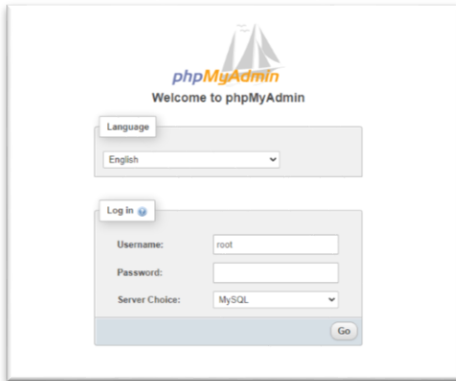 phpMyAdmin
Welcome to phpMyAdmin
Language
English
Log in
Username: root
Password:
Server Choice: MySQL
Go